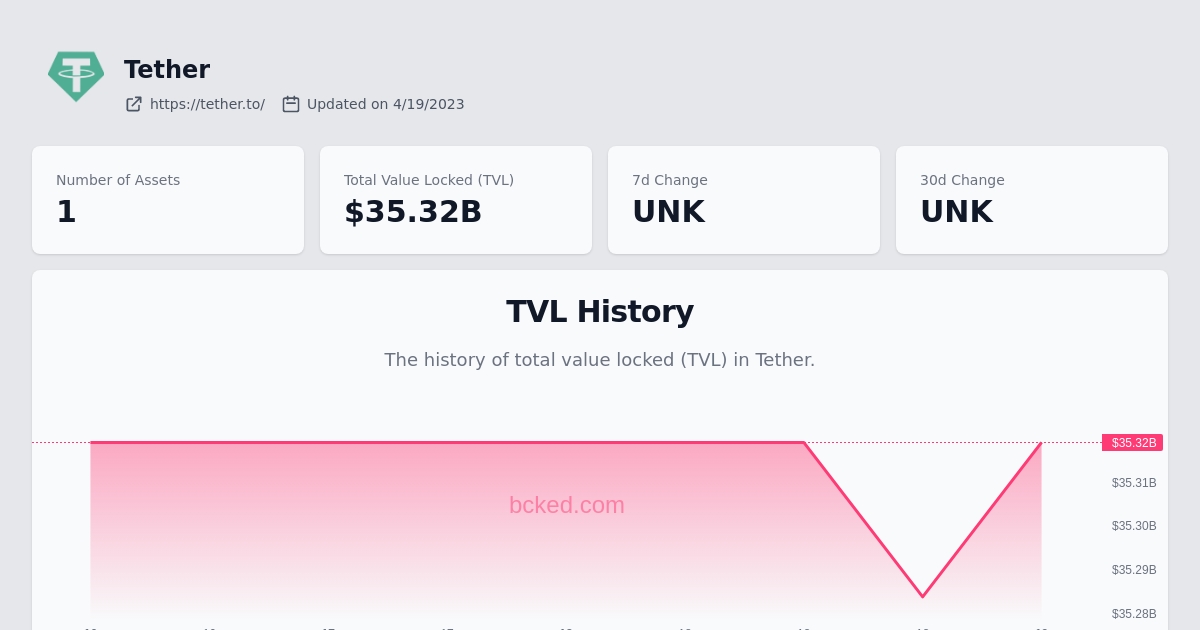 Tether
https://tether.to/ Updated on 4/19/2023
Number of Assets
1
Total Value Locked (TVL)
$35.32B
7d Change
UNK
30d Change
UNK
TVL History
The history of total value locked (TVL) in Tether.
$35.32B
$35.31B
bcked.com
$35.30B
$35.29B
$35.28B